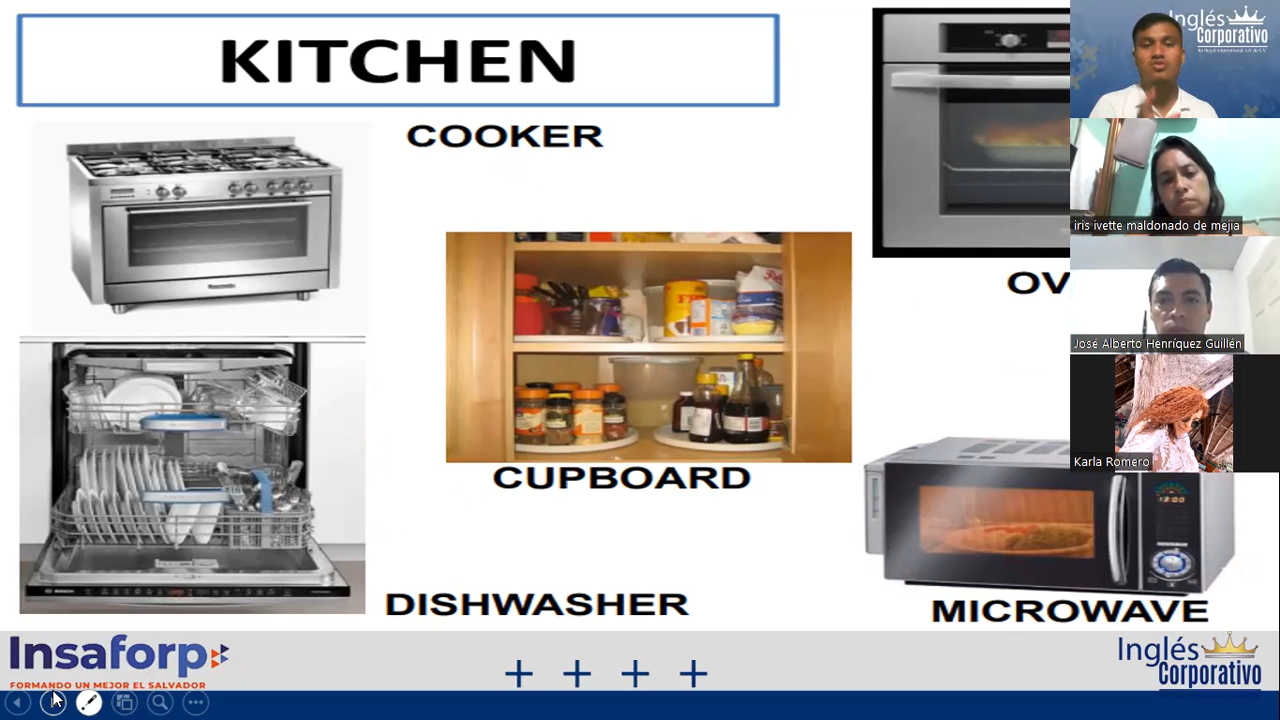 KITCHEN
COOKER
OV
CUPBOARD
DISHWASHER
MICROWAVE
Inglés
Corporativo
iris ivette maldonado de mejia
José Alberto Henríquez Guillén
Karla Romero
Insaforp
FORMANDO UN MEJOR EL SALVADOR
Inglés
Corporativo